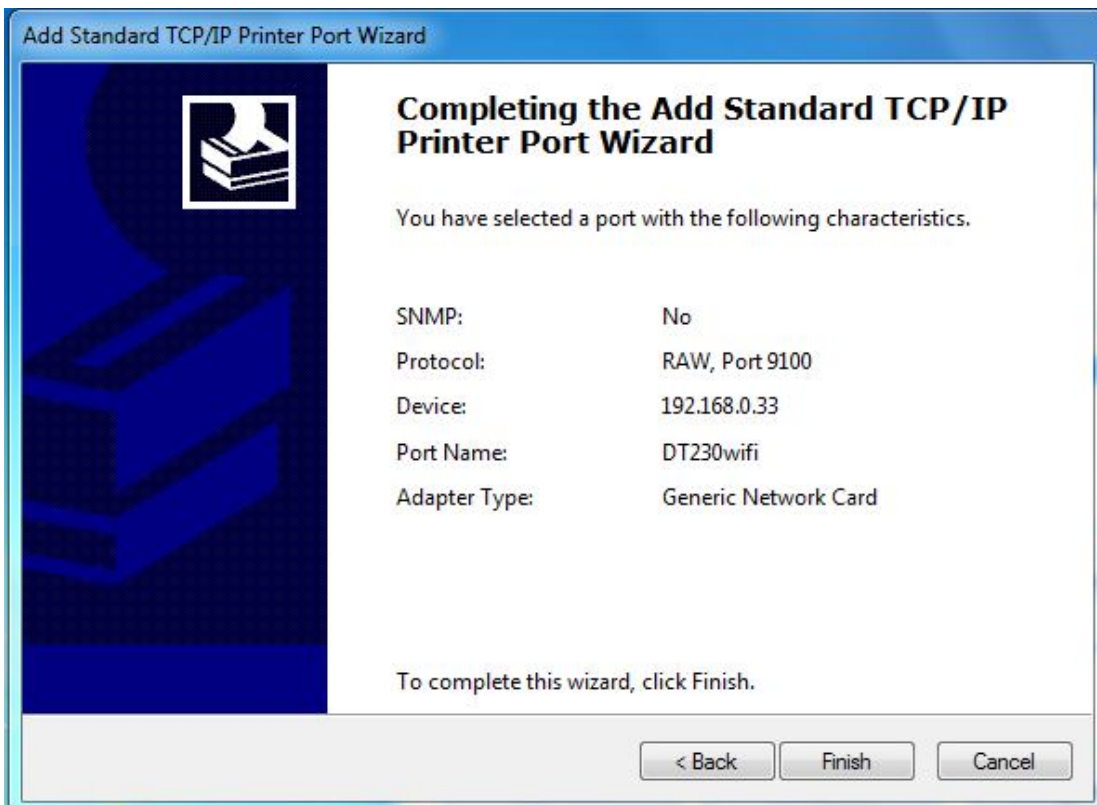 Add Standard TCP/IP Printer Port Wizard
Completing the Add Standard TCP/IP
Printer Port Wizard
You have selected a port with the following characteristics.
SNMP: No
Protocol: RAW, Port 9100
Device: 192.168.0.33
Port Name: DT230wifi
Adapter Type: Generic Network Card
To complete this wizard, click Finish.
< Back Finish Cancel